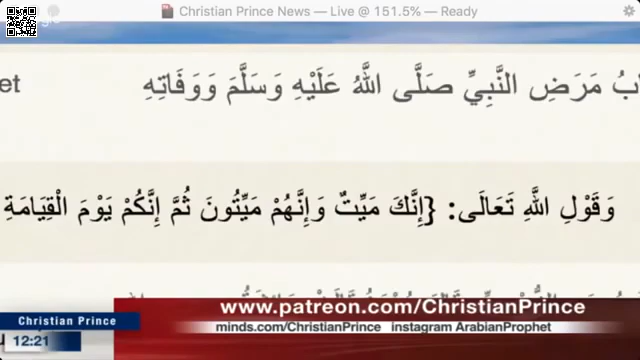 Christian Prince News — Live @ 151.5% — Ready
et
بَابُ مَرَضِ النَّبِيِّ صَلَّى اللَّهُ عَلَيْهِ وَسَلَّمَ وَوَفَاتِهِ
وَقَوْلِ اللَّهِ تَعَالَى: {إِنَّكَ مَيِّتٌ وَإِنَّهُمْ مَيِّتُونَ ثُمَّ إِنَّكُمْ يَوْمَ الْقِيَامَةِ
www.patreon.com/ChristianPrince
Christian Prince
minds.com/ChristianPrince instagram ArabianProphet
12:21